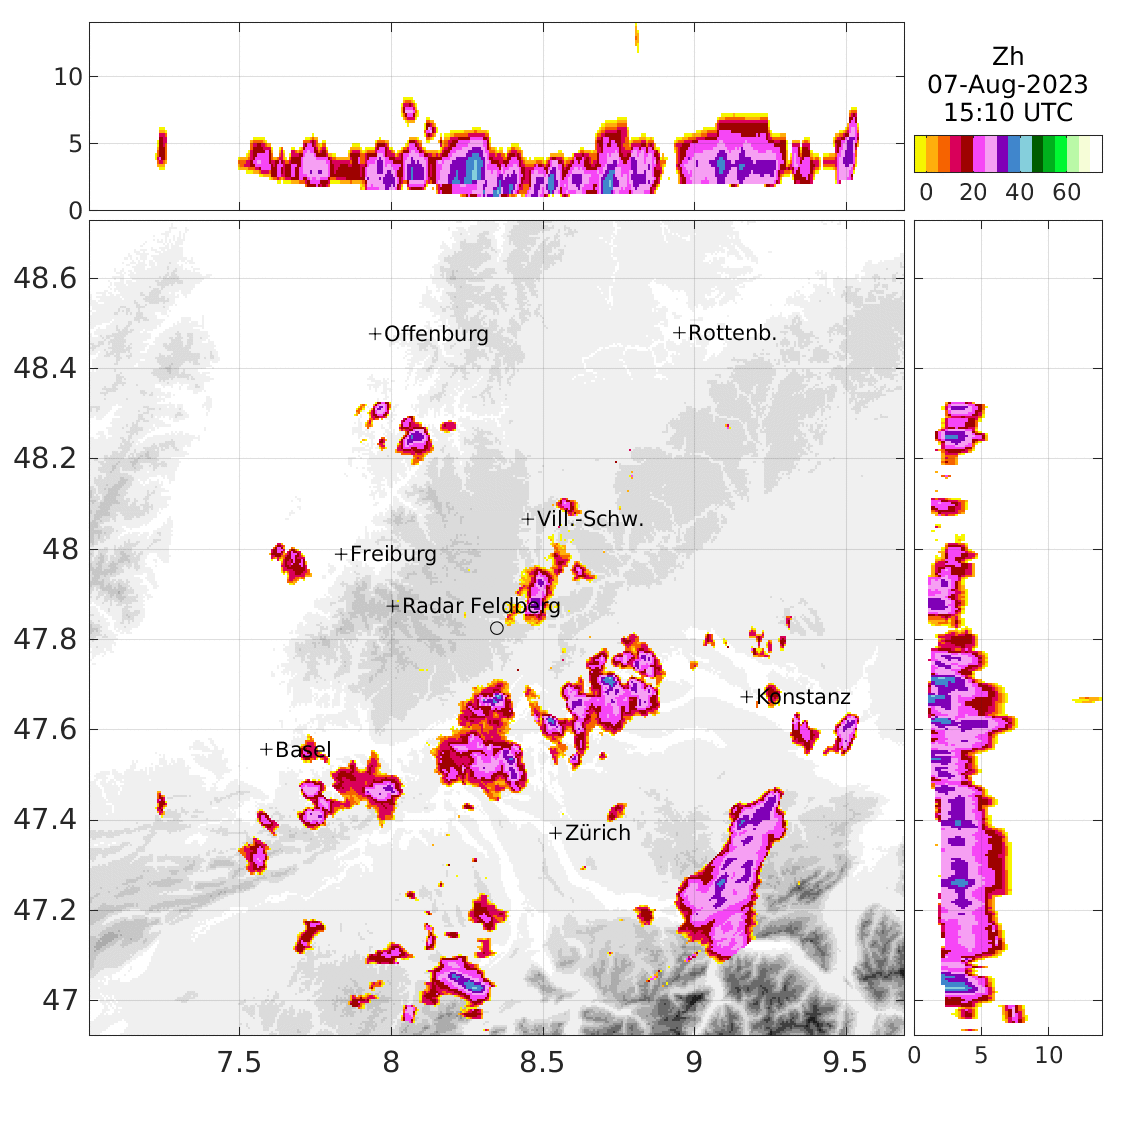 10
5
0
Zh
07-Aug-2023
15:10 UTC
0 20 40 60
48.6
48.4
48.2
48
47.8
47.6
47.4
47.2
47
+Offenburg
+Rottenb.
+Vill.-Schw.
+Freiburg
+Radar Feldberg
+Konstanz
+Basel
+Zürich
7.5 8 8.5 9 9.5
0 5 10